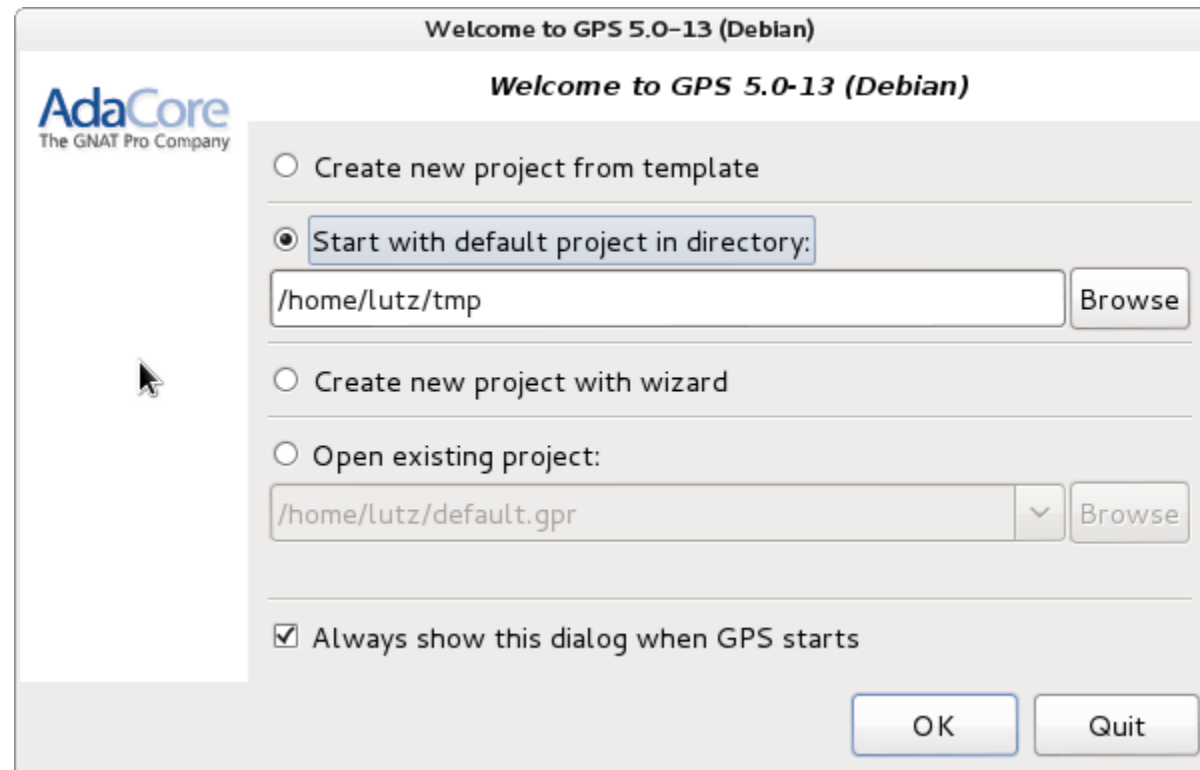 Welcome to GPS 5.0-13 (Debian)
Welcome to GPS 5.0-13 (Debian)
AdaCore
The GNAT Pro Company
Create new project from template
Start with default project in directory:
/home/lutz/tmp
Browse
Create new project with wizard
Open existing project:
/home/lutz/default.gpr
Browse
Always show this dialog when GPS starts
OK
Quit